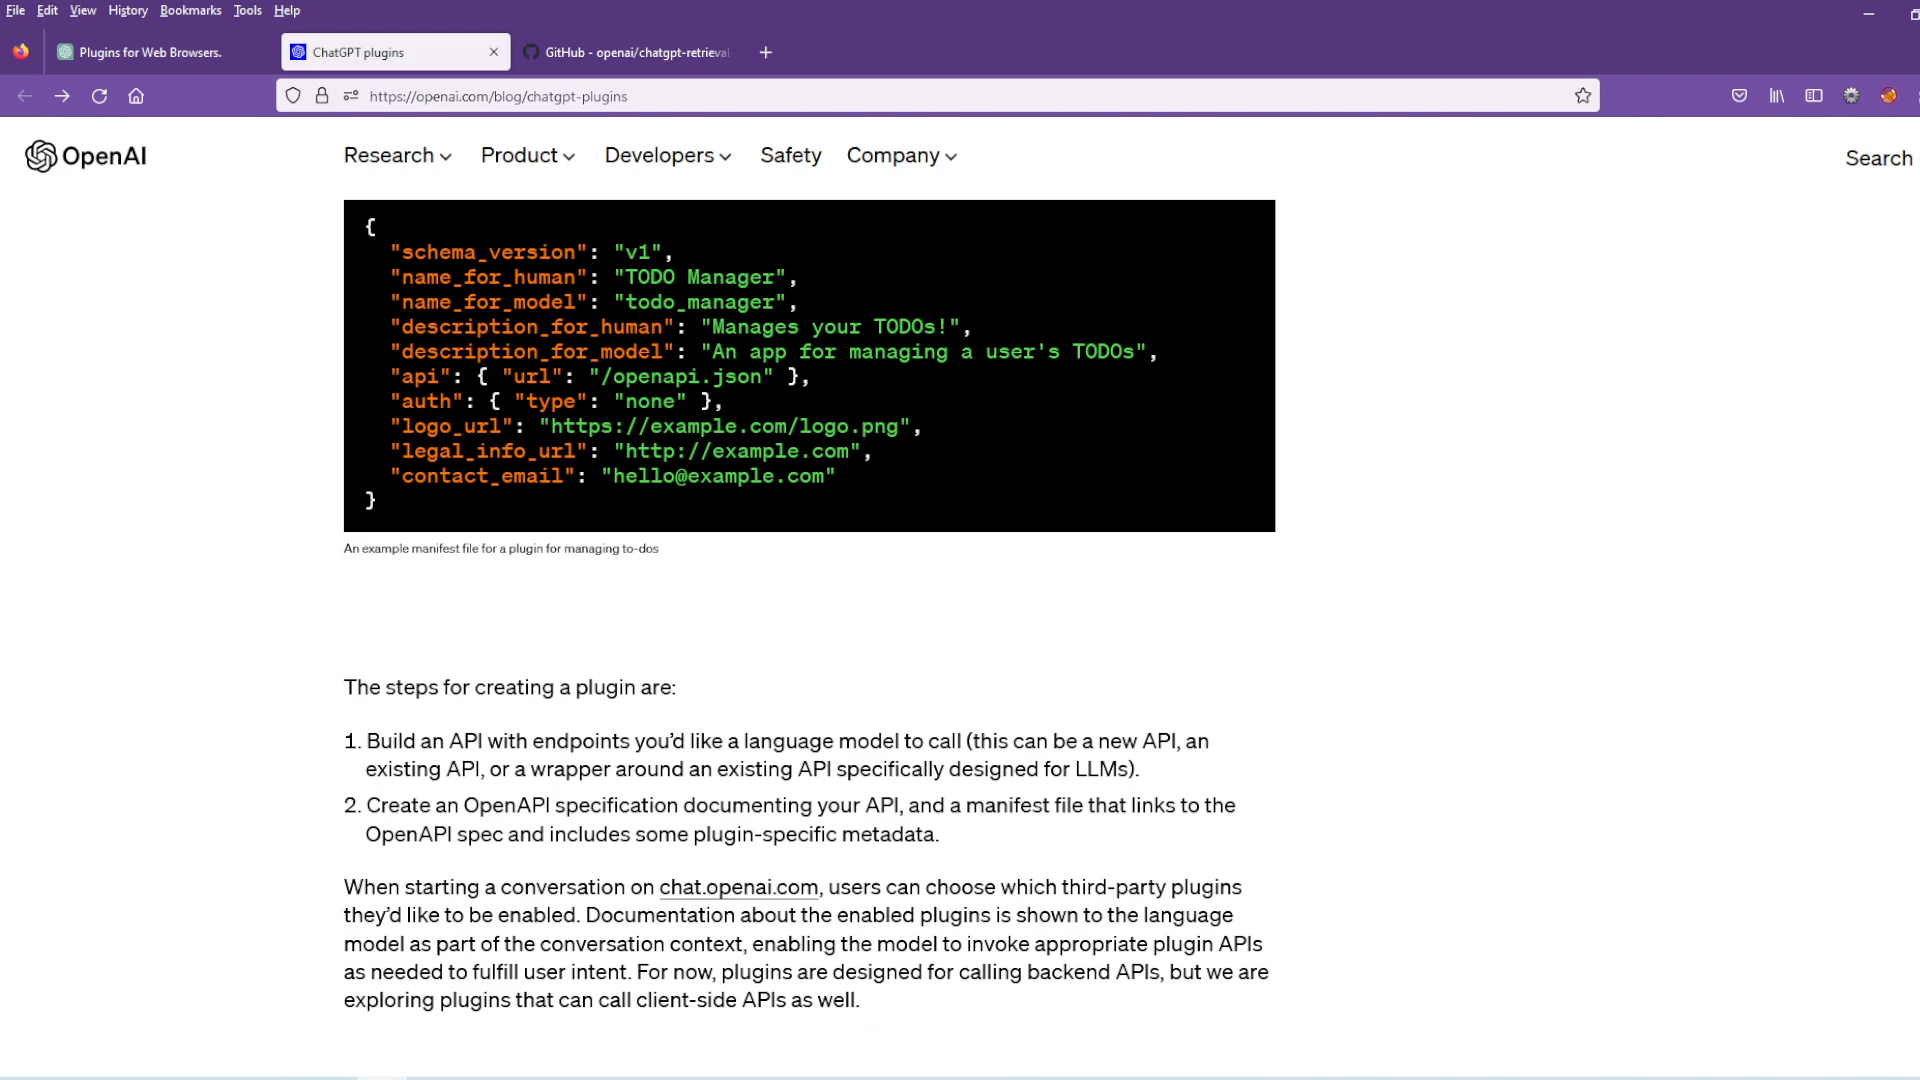 File Edit View History Bookmarks Tools Help
Plugins for Web Browsers.
ChatGPT plugins
GitHub - openai/chatgpt-retrieval
https://openai.com/blog/chatgpt-plugins
OpenAI
Research Product Developers Safety Company
Search
{
"schema_version": "v1",
"name_for_human": "TODO Manager",
"name_for_model": "todo_manager",
"description_for_human": "Manages your TODOs!",
"description_for_model": "An app for managing a user's TODOs",
"api": { "url": "/openapi.json" },
"auth": { "type": "none" },
"logo_url": "https://example.com/logo.png",
"legal_info_url": "http://example.com",
"contact_email": "hello@example.com"
}
An example manifest file for a plugin for managing to-dos
The steps for creating a plugin are:
1. Build an API with endpoints you’d like a language model to call (this can be a new API, an
existing API, or a wrapper around an existing API specifically designed for LLMs).
2. Create an OpenAPI specification documenting your API, and a manifest file that links to the
OpenAPI spec and includes some plugin-specific metadata.
When starting a conversation on chat.openai.com, users can choose which third-party plugins
they’d like to be enabled. Documentation about the enabled plugins is shown to the language
model as part of the conversation context, enabling the model to invoke appropriate plugin APIs
as needed to fulfill user intent. For now, plugins are designed for calling backend APIs, but we are
exploring plugins that can call client-side APIs as well.